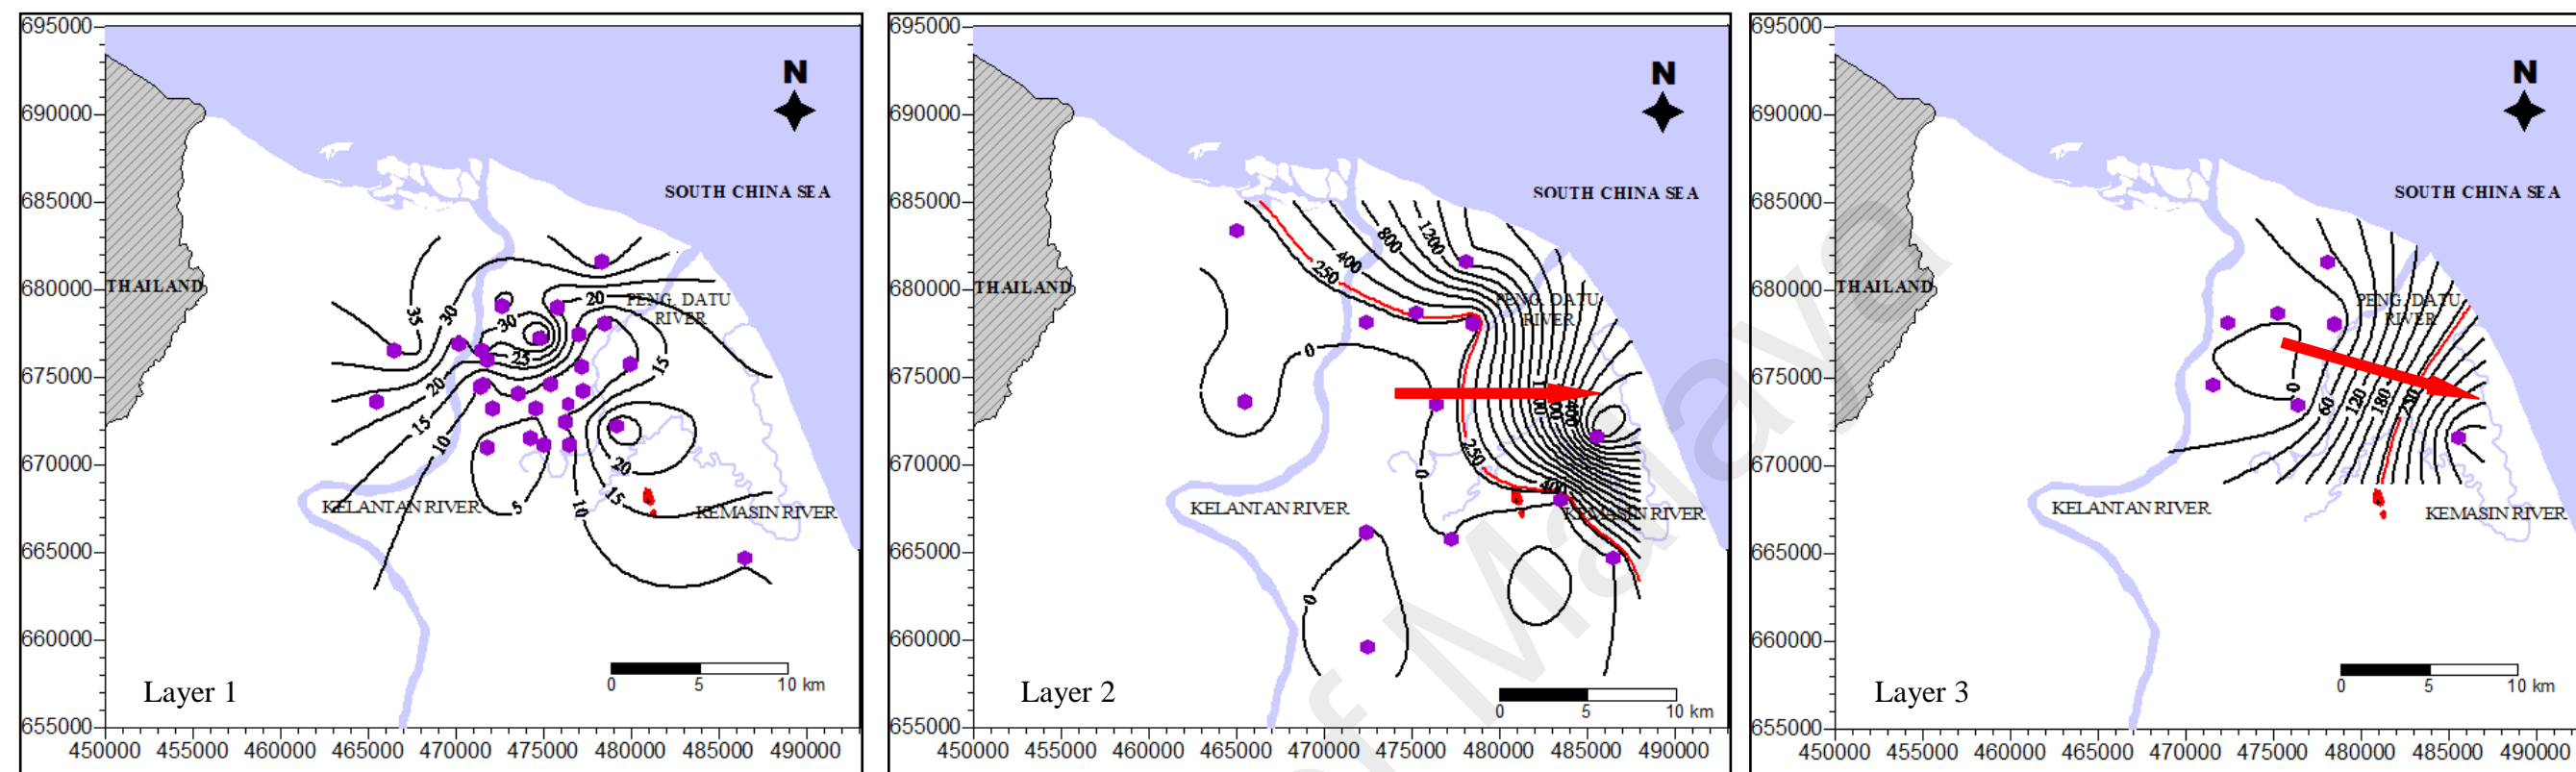 695000
690000
685000
680000
675000
670000
665000
660000
655000
450000 455000 460000 465000 470000 475000 480000 485000 490000
N
SOUTH CHINA SEA
THAILAND
PENG. DATU
RIVER
KELANTAN RIVER
KEMASIN RIVER
35
30
30
20
25
20
15
15
10
20
15
10
5
0 5 10 km
Layer 1
695000
690000
685000
680000
675000
670000
665000
660000
655000
450000 455000 460000 465000 470000 475000 480000 485000 490000
N
SOUTH CHINA SEA
THAILAND
PENG. DATU
RIVER
KELANTAN RIVER
KEMASIN RIVER
1200
800
400
250
0
250
0
400
0
0 5 10 km
Layer 2
695000
690000
685000
680000
675000
670000
665000
660000
655000
450000 455000 460000 465000 470000 475000 480000 485000 490000
N
SOUTH CHINA SEA
THAILAND
PENG. DATU
RIVER
KELANTAN RIVER
KEMASIN RIVER
0
60
120
180
0 5 10 km
Layer 3
of Malaya